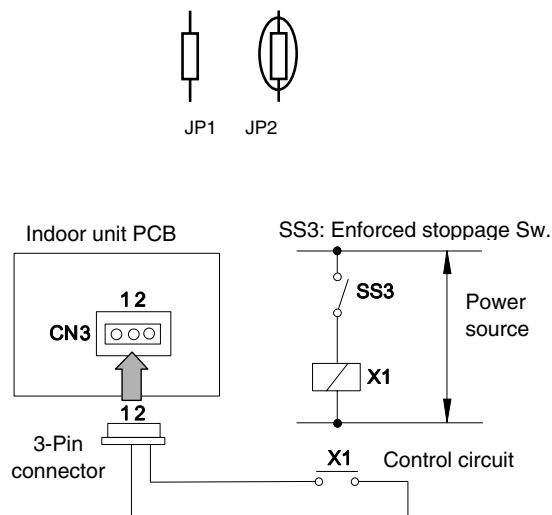 JP1 JP2
Indoor unit PCB
SS3: Enforced stoppage Sw.
1 2
CN3
SS3
Power
source
X1
1 2
3-Pin
connector
X1
Control circuit